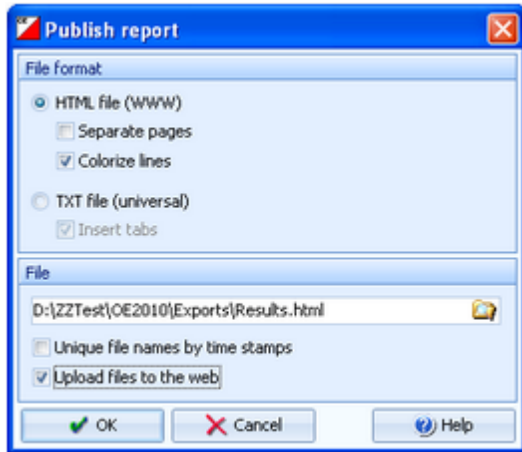 OE
Publish report
File format
HTML file (WWW)
Separate pages
Colorize lines
TXT file (universal)
Insert tabs
File
D:\ZZTest\OE2010\Exports\Results.html
Unique file names by time stamps
Upload files to the web
OK Cancel Help